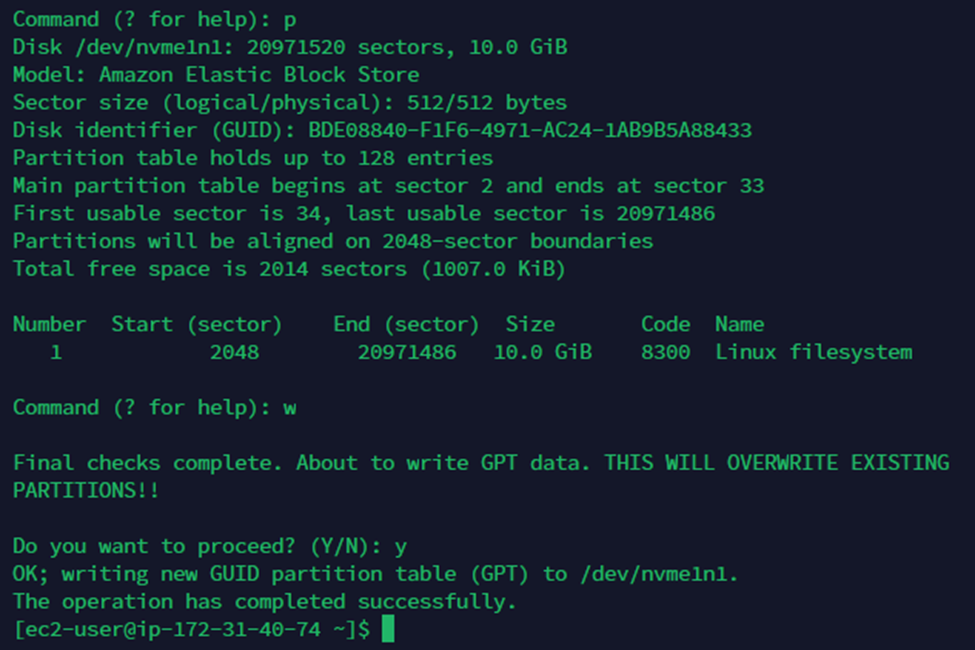 Command (? for help): p
Disk /dev/nvme1n1: 20971520 sectors, 10.0 GiB
Model: Amazon Elastic Block Store
Sector size (logical/physical): 512/512 bytes
Disk identifier (GUID): BDE08840-F1F6-4971-AC24-1AB9B5A88433
Partition table holds up to 128 entries
Main partition table begins at sector 2 and ends at sector 33
First usable sector is 34, last usable sector is 20971486
Partitions will be aligned on 2048-sector boundaries
Total free space is 2014 sectors (1007.0 KiB)
Number  Start (sector)    End (sector)  Size       Code  Name
   1            2048        20971486   10.0 GiB    8300  Linux filesystem
Command (? for help): w
Final checks complete. About to write GPT data. THIS WILL OVERWRITE EXISTING
PARTITIONS!!
Do you want to proceed? (Y/N): y
OK; writing new GUID partition table (GPT) to /dev/nvme1n1.
The operation has completed successfully.
[ec2-user@ip-172-31-40-74 ~]$